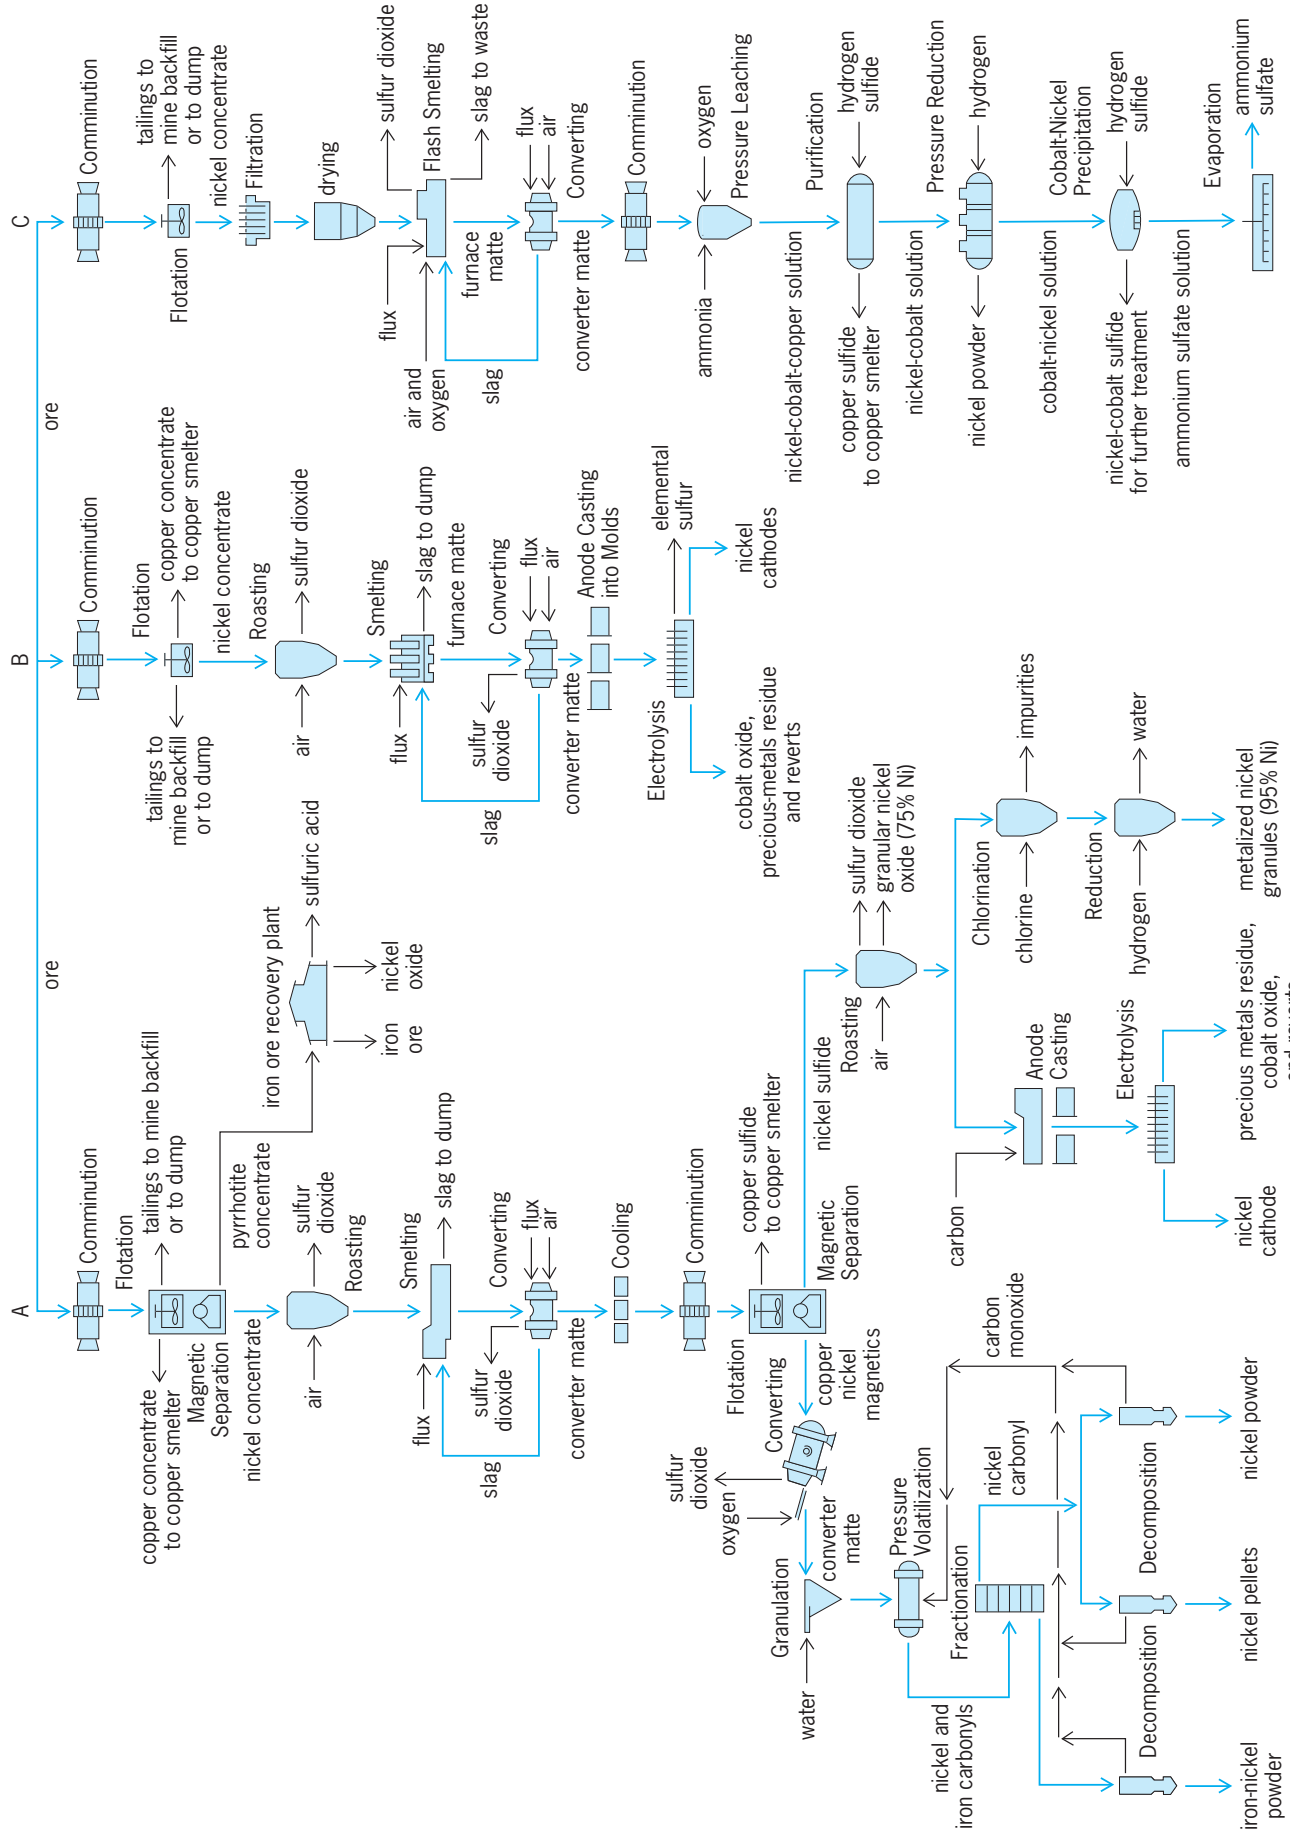 A
Comminution
Flotation
tailings to mine backfill
or to dump
copper concentrate
to copper smelter
Magnetic
Separation
pyrrhotite
concentrate
iron ore recovery plant
sulfuric acid
iron
ore
nickel
oxide
nickel concentrate
air
sulfur
dioxide
Roasting
Smelting
flux
slag to dump
slag
sulfur
dioxide
Converting
flux
air
converter matte
Cooling
Comminution
Flotation
copper sulfide
to copper smelter
Magnetic
Separation
copper
nickel
magnetics
nickel sulfide
Converting
sulfur
dioxide
oxygen
converter
matte
Granulation
water
Pressure
Volatilization
nickel and
iron carbonyls
Fractionation
nickel
carbonyl
carbon
monoxide
Decomposition
Decomposition
iron-nickel
powder
nickel pellets
nickel powder
Roasting
air
sulfur dioxide
granular nickel
oxide (75% Ni)
carbon
Anode
Casting
Electrolysis
nickel
cathode
precious metals residue,
cobalt oxide,
and reverts
Chlorination
chlorine
impurities
Reduction
hydrogen
water
metalized nickel
granules (95% Ni)
ore
B
Comminution
Flotation
copper concentrate
to copper smelter
tailings to
mine backfill
or to dump
nickel concentrate
Roasting
air
sulfur dioxide
Smelting
flux
slag to dump
furnace matte
slag
sulfur
dioxide
Converting
flux
air
converter matte
Anode Casting
into Molds
Electrolysis
elemental
sulfur
cobalt oxide,
precious-metals residue
and reverts
nickel
cathodes
ore
C
Comminution
tailings to
mine backfill
or to dump
Flotation
nickel concentrate
Filtration
drying
sulfur dioxide
Flash Smelting
flux
air and
oxygen
slag to waste
furnace
matte
slag
flux
air
Converting
converter matte
Comminution
ammonia
oxygen
Pressure Leaching
nickel-cobalt-copper solution
Purification
hydrogen
sulfide
copper sulfide
to copper smelter
nickel-cobalt solution
Pressure Reduction
hydrogen
nickel powder
cobalt-nickel solution
Cobalt-Nickel
Precipitation
hydrogen
sulfide
nickel-cobalt sulfide
for further treatment
ammonium sulfate solution
Evaporation
ammonium
sulfate